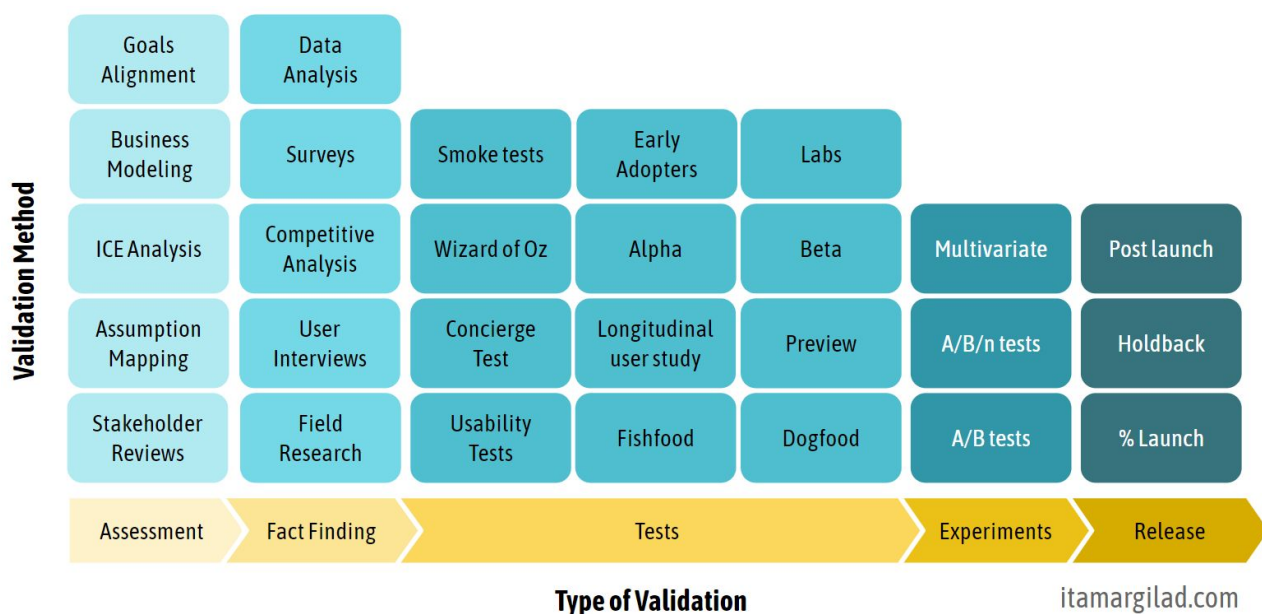 Validation Method
Goals
Alignment
Data
Analysis
Business
Modeling
Surveys
Smoke tests
Early
Adopters
Labs
ICE Analysis
Competitive
Analysis
Wizard of Oz
Alpha
Beta
Multivariate
Post launch
Assumption
Mapping
User
Interviews
Concierge
Test
Longitudinal
user study
Preview
A/B/n tests
Holdback
Stakeholder
Reviews
Field
Research
Usability
Tests
Fishfood
Dogfood
A/B tests
% Launch
Assessment
Fact Finding
Tests
Experiments
Release
Type of Validation
itamargilad.com